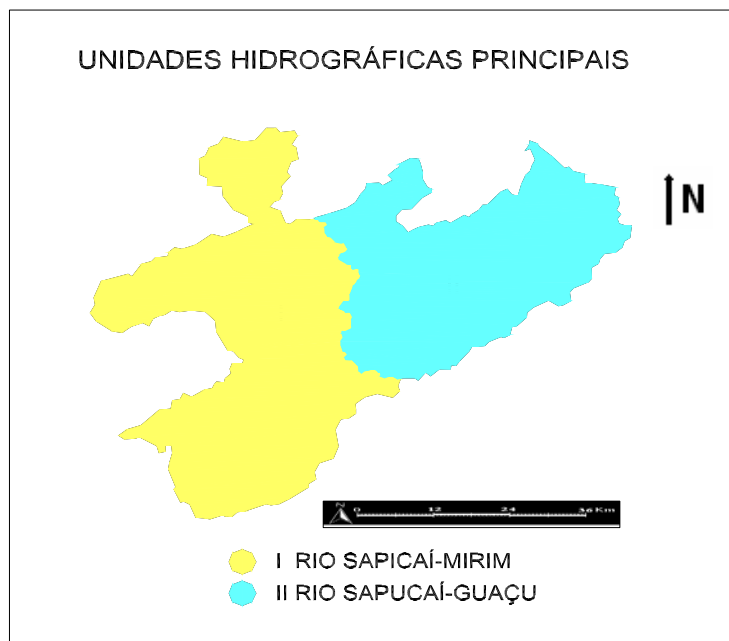 UNIDADES HIDROGRÁFICAS PRINCIPAIS
N
N
0 12 24 36 Km
I RIO SAPICAÍ-MIRIM
II RIO SAPUCAÍ-GUAÇU